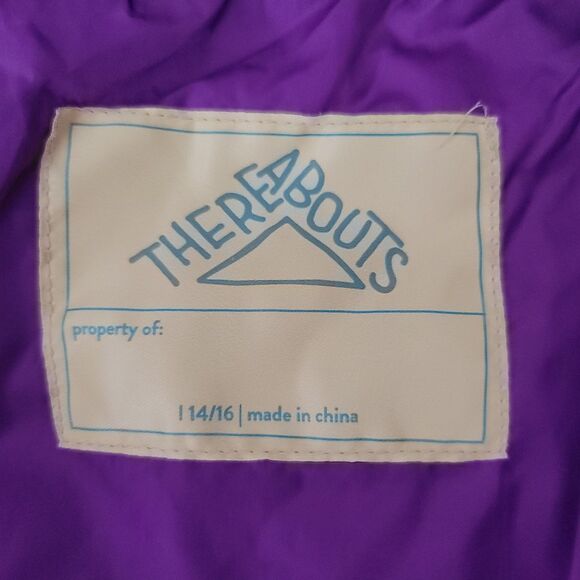 THEREABOUTS
property of:
l 14/16 | made in china